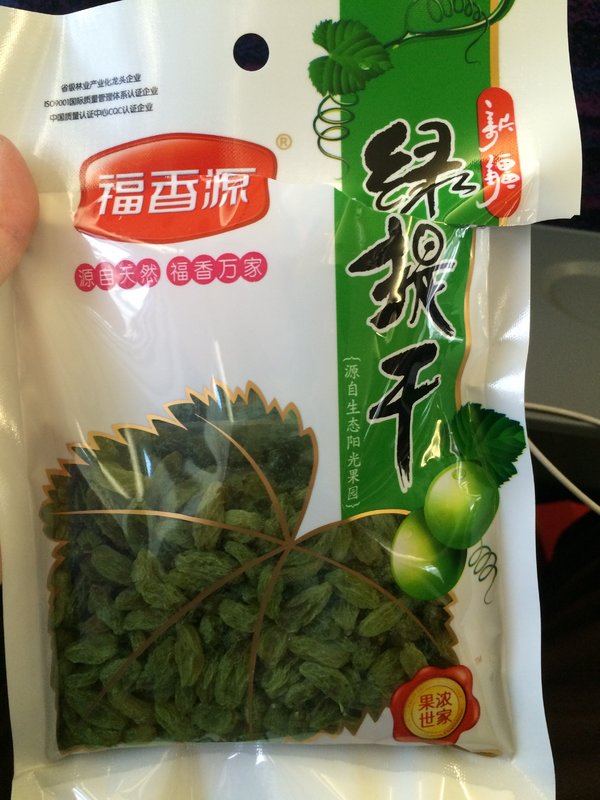 省级林业产业化龙头企业
ISO9001国际质量管理体系认证企业
中国质量认证中心CQC认证企业
福香源®
源自天然 福香万家
新疆
绿提干
源自生态阳光果园
果浓
世家